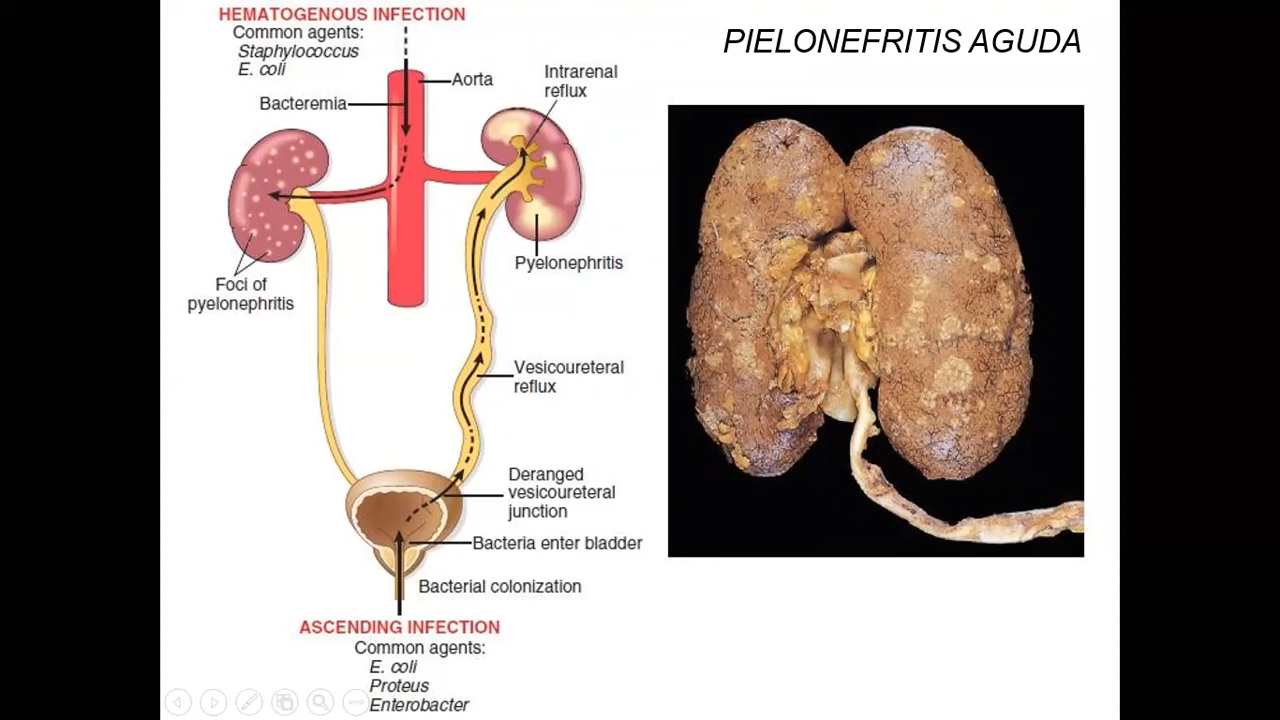 HEMATOGENOUS INFECTION
Common agents:
Staphylococcus
E. coli
Aorta
Bacteremia
Intrarenal
reflux
Foci of
pyelonephritis
Pyelonephritis
Vesicoureteral
reflux
Deranged
vesicoureteral
junction
Bacteria enter bladder
Bacterial colonization
ASCENDING INFECTION
Common agents:
E. coli
Proteus
Enterobacter
PIELONEFRITIS AGUDA